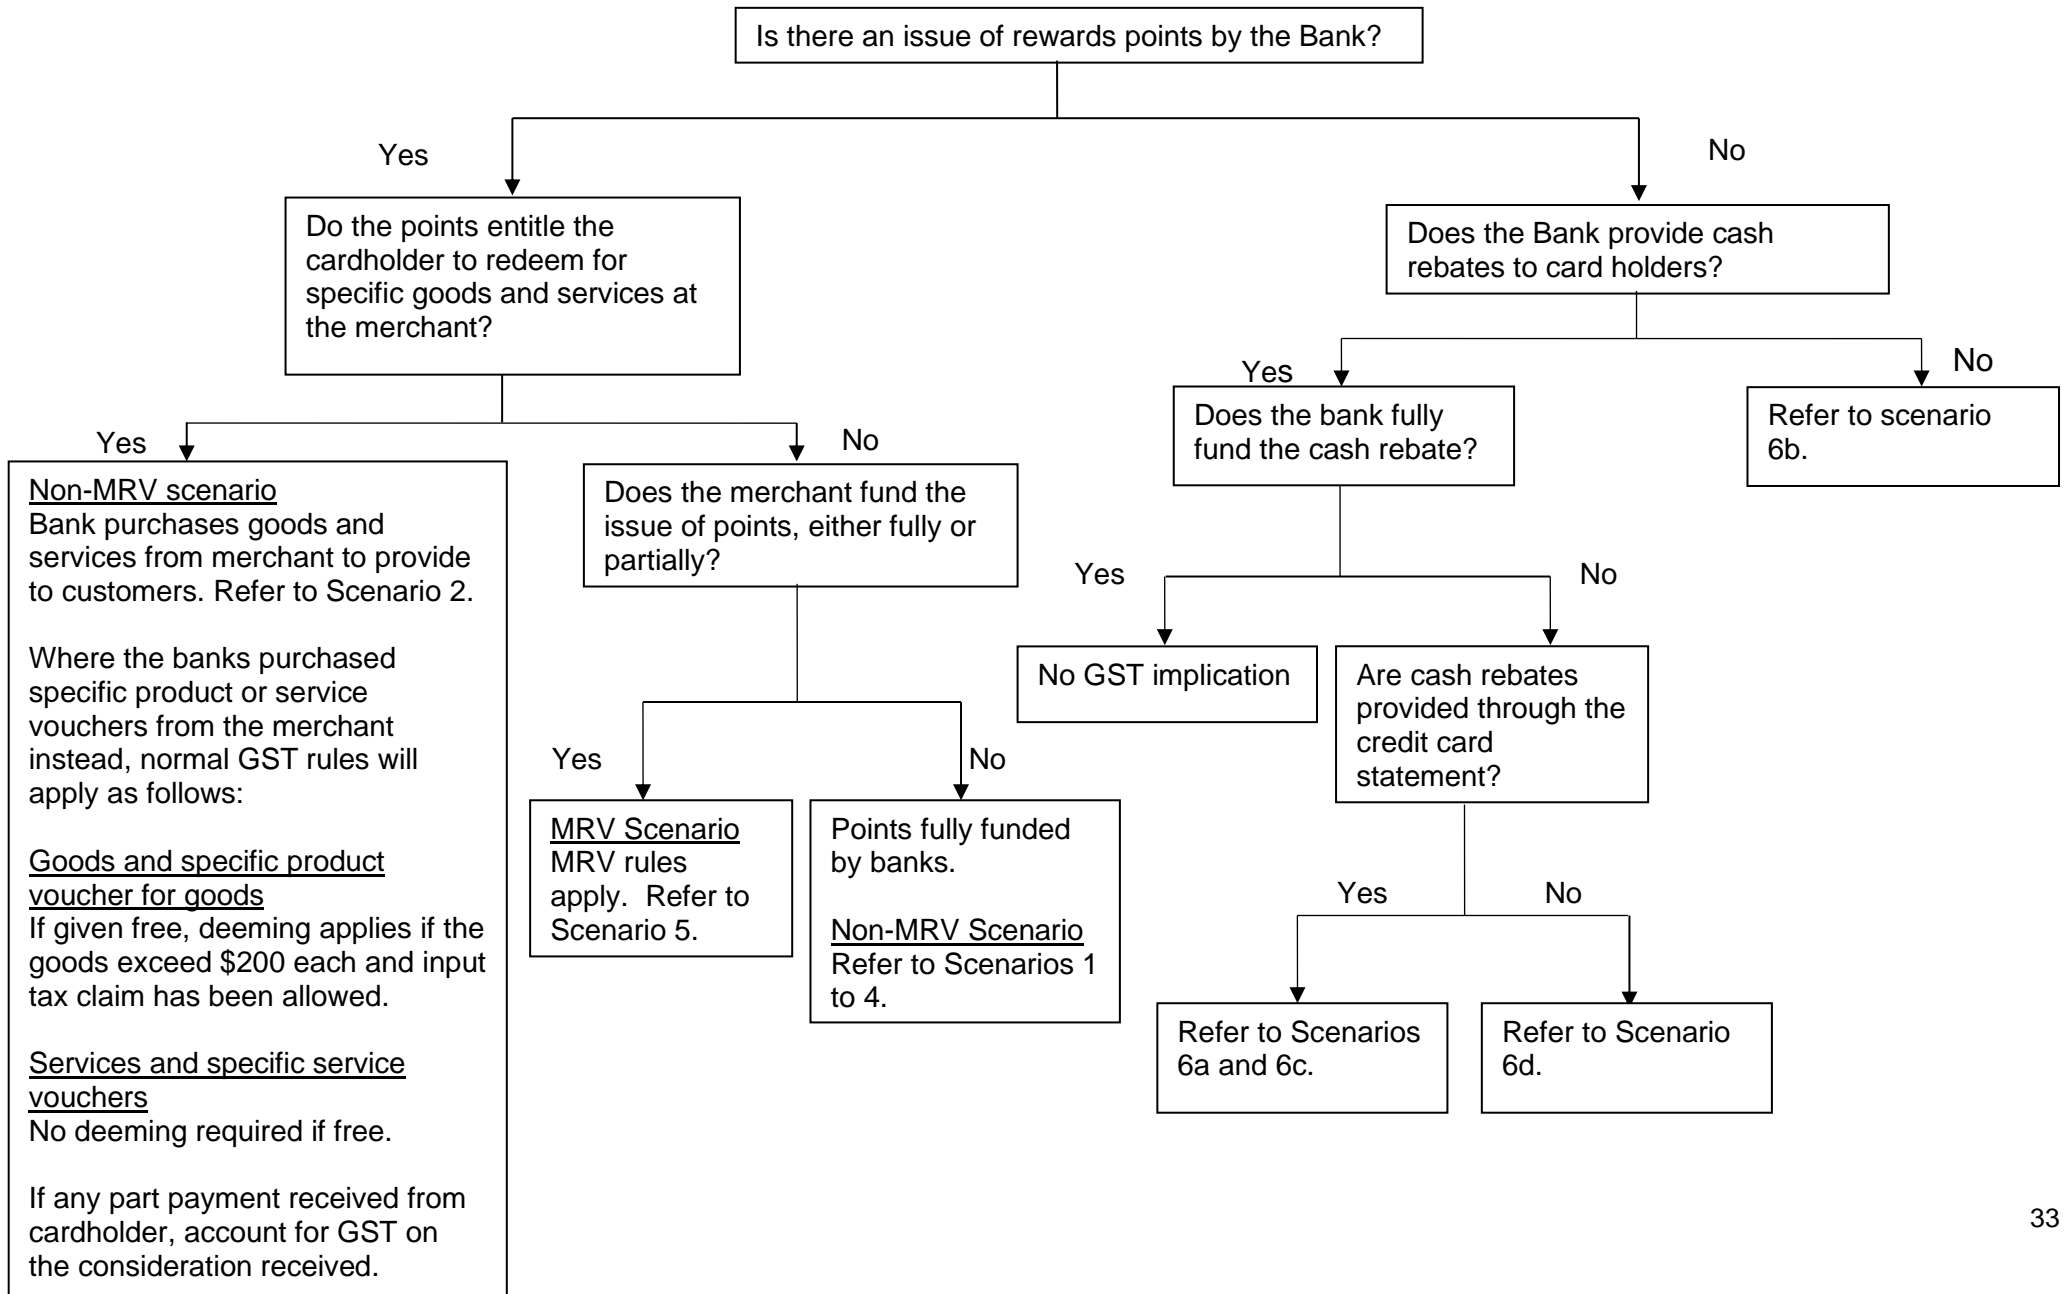 Is there an issue of rewards points by the Bank?
Yes
No
Do the points entitle the
cardholder to redeem for
specific goods and services at
the merchant?
Does the Bank provide cash
rebates to card holders?
Yes
No
Yes
No
Non-MRV scenario
Bank purchases goods and
services from merchant to provide
to customers. Refer to Scenario 2.
Where the banks purchased
specific product or service
vouchers from the merchant
instead, normal GST rules will
apply as follows:
Goods and specific product
voucher for goods
If given free, deeming applies if the
goods exceed $200 each and input
tax claim has been allowed.
Services and specific service
vouchers
No deeming required if free.
If any part payment received from
cardholder, account for GST on
the consideration received.
Does the merchant fund the
issue of points, either fully or
partially?
Does the bank fully
fund the cash rebate?
Refer to scenario
6b.
Yes
No
Yes
No
MRV Scenario
MRV rules
apply. Refer to
Scenario 5.
Points fully funded
by banks.
Non-MRV Scenario
Refer to Scenarios 1
to 4.
No GST implication
Are cash rebates
provided through the
credit card
statement?
Yes
No
Refer to Scenarios
6a and 6c.
Refer to Scenario
6d.
33